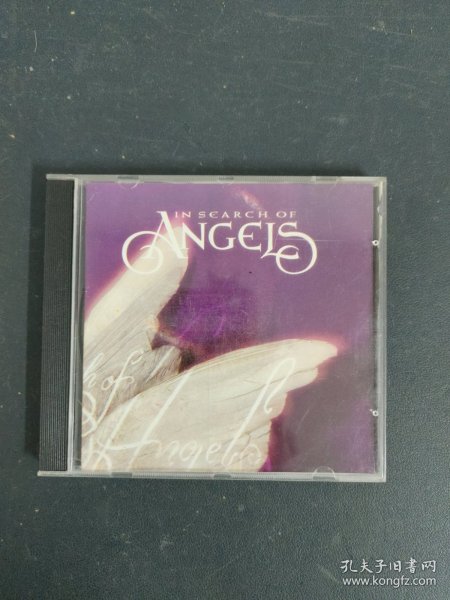 IN SEARCH OF
ANGELS
h of
Angels
孔夫子旧书网
www.kongfz.com